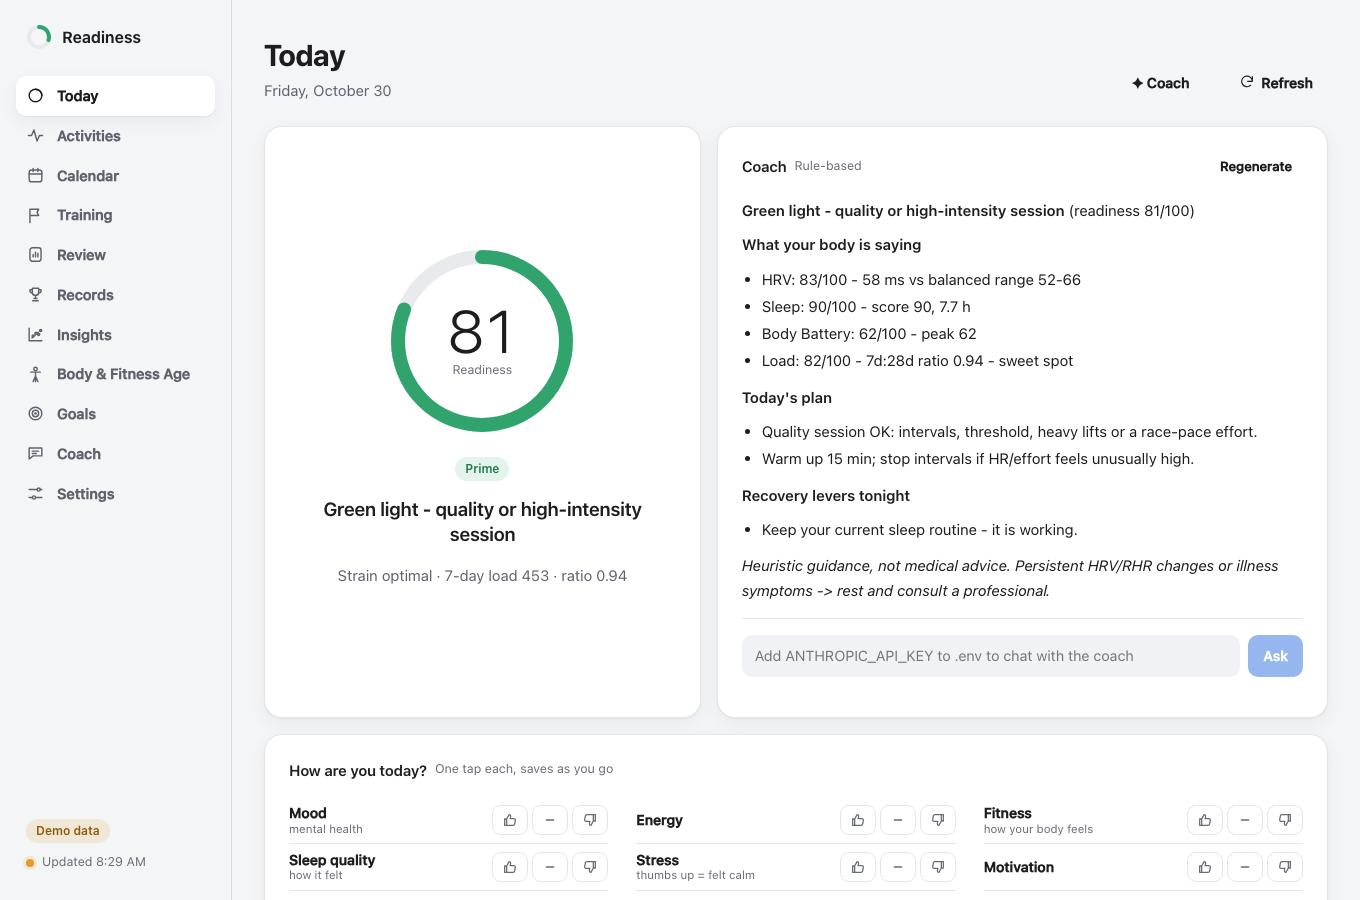 Readiness
Today
Activities
Calendar
Training
Review
Records
Insights
Body & Fitness Age
Goals
Coach
Settings
Demo data
Updated 8:29 AM
Today
Friday, October 30
Coach
Refresh
81
Readiness
Prime
Green light - quality or high-intensity
session
Strain optimal · 7-day load 453 · ratio 0.94
Coach Rule-based
Regenerate
Green light - quality or high-intensity session (readiness 81/100)
What your body is saying
• HRV: 83/100 - 58 ms vs balanced range 52-66
• Sleep: 90/100 - score 90, 7.7 h
• Body Battery: 62/100 - peak 62
• Load: 82/100 - 7d:28d ratio 0.94 - sweet spot
Today's plan
• Quality session OK: intervals, threshold, heavy lifts or a race-pace effort.
• Warm up 15 min; stop intervals if HR/effort feels unusually high.
Recovery levers tonight
• Keep your current sleep routine - it is working.
Heuristic guidance, not medical advice. Persistent HRV/RHR changes or illness
symptoms -> rest and consult a professional.
Add ANTHROPIC_API_KEY to .env to chat with the coach
Ask
How are you today? One tap each, saves as you go
Mood
mental health
Energy
Fitness
how your body feels
Sleep quality
how it felt
Stress
thumbs up = felt calm
Motivation